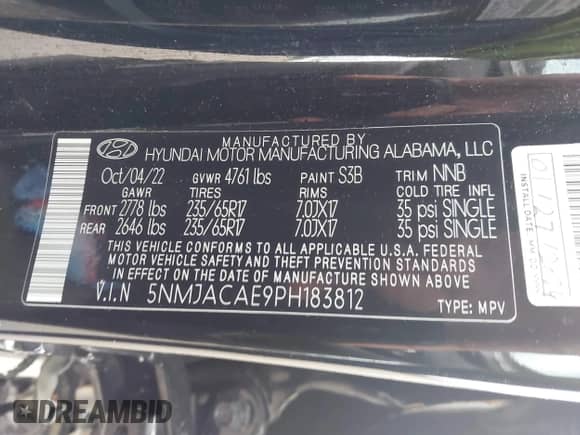 MANUFACTURED BY
HYUNDAI MOTOR MANUFACTURING ALABAMA, LLC
Oct/04/22 GVWR 4761 lbs PAINT S3B TRIM NNB
GAWR TIRES RIMS COLD TIRE INFL
FRONT 2778 lbs 235/65R17 7.0JX17 35 psi SINGLE
REAR 2646 lbs 235/65R17 7.0JX17 35 psi SINGLE
THIS VEHICLE CONFORMS TO ALL APPLICABLE U.S.A. FEDERAL
MOTOR VEHICLE SAFETY AND THEFT PREVENTION STANDARDS
IN EFFECT ON THE DATE OF MANUFACTURE SHOWN ABOVE.
V.I.N 5NMJACAE9PH183812 TYPE: MPV
INSTALL DATE
DREAMBID